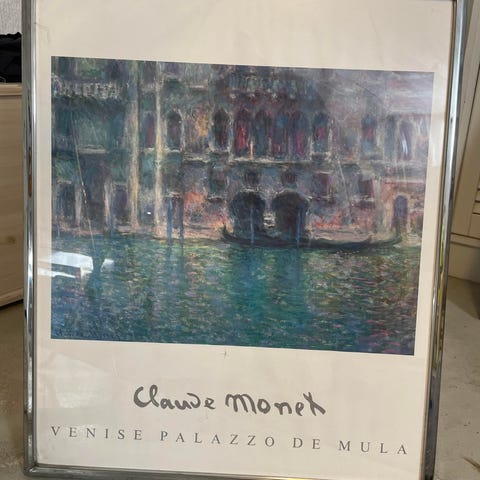 Claude Monet
VENISE PALAZZO DE MULA